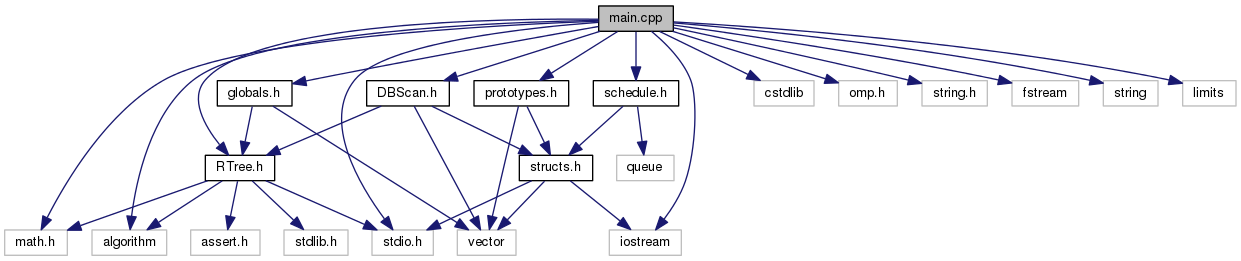 main.cpp
globals.h
DBScan.h
prototypes.h
schedule.h
cstdlib
omp.h
string.h
fstream
string
limits
RTree.h
structs.h
queue
math.h
algorithm
assert.h
stdlib.h
stdio.h
vector
iostream